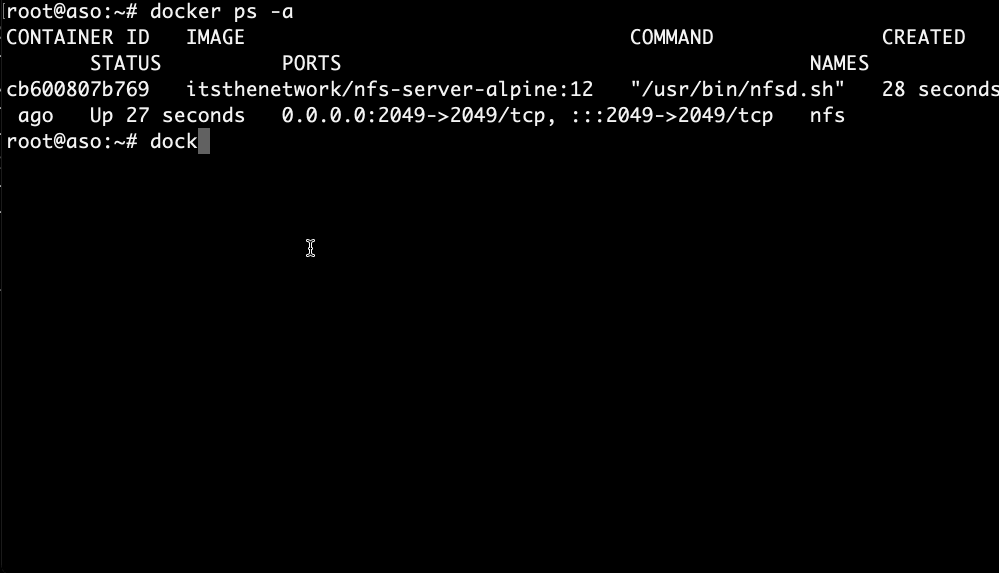 root@aso:~# docker ps -a
CONTAINER ID   IMAGE                                COMMAND              CREATED
       STATUS          PORTS                                       NAMES
cb600807b769   itsthenetwork/nfs-server-alpine:12   "/usr/bin/nfsd.sh"   28 seconds
 ago   Up 27 seconds   0.0.0.0:2049->2049/tcp, :::2049->2049/tcp   nfs
root@aso:~# dock